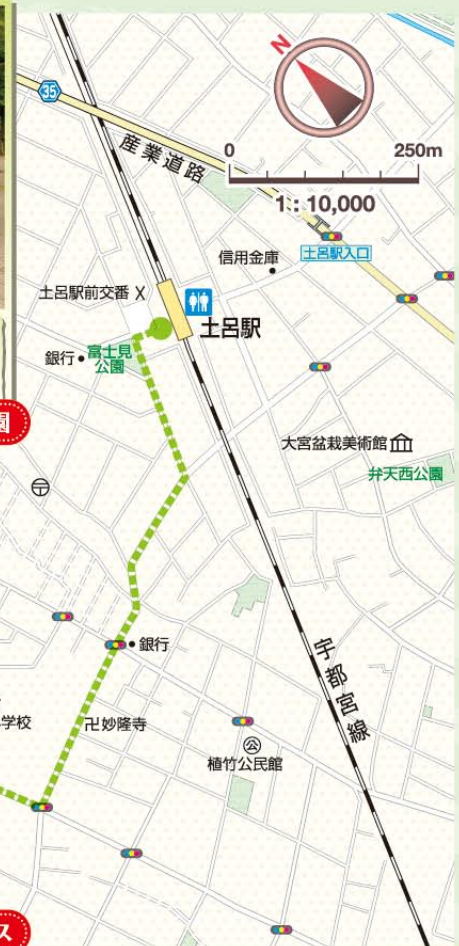 35
産業道路
N
0 250m
1：10,000
信用金庫
土呂駅入口
土呂駅前交番
土呂駅
銀行
富士見
公園
園
大宮盆栽美術館
弁天西公園
銀行
宇都宮線
学校
卍妙隆寺
公
植竹公民館
ス